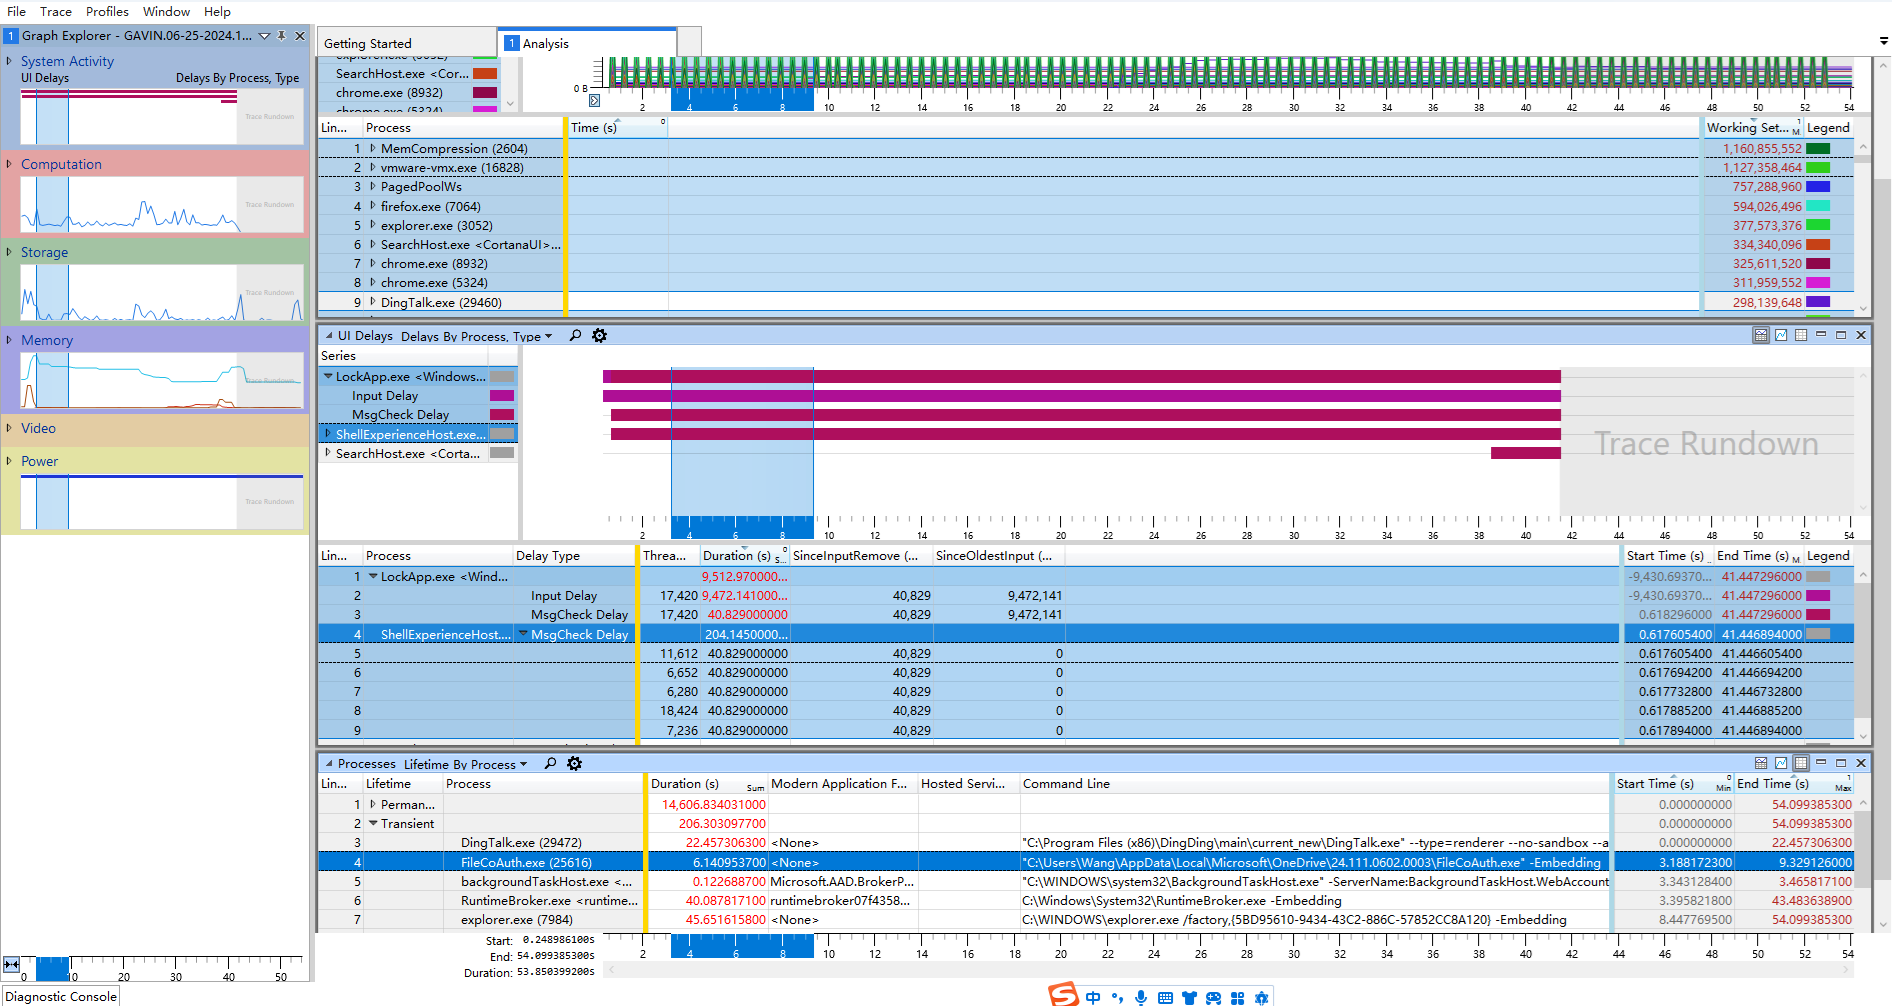 File Trace Profiles Window Help
1 Graph Explorer - GAVIN.06-25-2024.1...
System Activity
UI Delays Delays By Process, Type
Trace Rundown
Computation
Trace Rundown
Storage
Trace Rundown
Memory
Trace Rundown
Video
Power
Trace Rundown
0 10 20 30 40 50
Diagnostic Console
Getting Started
1 Analysis
explorer.exe (3052)
SearchHost.exe <Cor...
chrome.exe (8932)
chrome.exe (5324)
0 B
2 4 6 8 10 12 14 16 18 20 22 24 26 28 30 32 34 36 38 40 42 44 46 48 50 52 54
Lin... Process Time (s) 0 Working Set... 1 M Legend
1 MemCompression (2604) 1,160,855,552
2 vmware-vmx.exe (16828) 1,127,358,464
3 PagedPoolWs 757,288,960
4 firefox.exe (7064) 594,026,496
5 explorer.exe (3052) 377,573,376
6 SearchHost.exe <CortanaUI>... 334,340,096
7 chrome.exe (8932) 325,611,520
8 chrome.exe (5324) 311,959,552
9 DingTalk.exe (29460) 298,139,648
UI Delays Delays By Process, Type
Series
LockApp.exe <Windows...
Input Delay
MsgCheck Delay
ShellExperienceHost.exe...
SearchHost.exe <Corta...
Trace Rundown
2 4 6 8 10 12 14 16 18 20 22 24 26 28 30 32 34 36 38 40 42 44 46 48 50 52 54
Lin... Process Delay Type Threa... Duration (s) 0 S... SinceInputRemove (... SinceOldestInput (... Start Time (s) ... End Time (s) M Legend
1 LockApp.exe <Wind... 9,512.970000... -9,430.69370... 41.447296000
2 Input Delay 17,420 9,472.141000... 40,829 9,472,141 -9,430.69370... 41.447296000
3 MsgCheck Delay 17,420 40.829000000 40,829 9,472,141 0.618296000 41.447296000
4 ShellExperienceHost.... MsgCheck Delay 204.1450000... 0.617605400 41.446894000
5 11,612 40.829000000 40,829 0 0.617605400 41.446605400
6 6,652 40.829000000 40,829 0 0.617694200 41.446694200
7 6,280 40.829000000 40,829 0 0.617732800 41.446732800
8 18,424 40.829000000 40,829 0 0.617885200 41.446885200
9 7,236 40.829000000 40,829 0 0.617894000 41.446894000
Processes Lifetime By Process
Lin... Lifetime Process Duration (s) Sum Modern Application F... Hosted Servi... Command Line Start Time (s) 0 Min End Time (s) 1 Max
1 Perman... 14,606.834031000 0.000000000 54.099385300
2 Transient 206.303097700 0.000000000 54.099385300
3 DingTalk.exe (29472) 22.457306300 <None> "C:\Program Files (x86)\DingDing\main\current_new\DingTalk.exe" --type=renderer --no-sandbox --a 0.000000000 22.457306300
4 FileCoAuth.exe (25616) 6.140953700 <None> "C:\Users\Wang\AppData\Local\Microsoft\OneDrive\24.111.0602.0003\FileCoAuth.exe" -Embedding 3.188172300 9.329126000
5 backgroundTaskHost.exe <... 0.122688700 Microsoft.AAD.BrokerP... "C:\WINDOWS\system32\BackgroundTaskHost.exe" -ServerName:BackgroundTaskHost.WebAccount 3.343128400 3.465817100
6 RuntimeBroker.exe <runtime... 40.087817100 runtimebroker07f4358... C:\Windows\System32\RuntimeBroker.exe -Embedding 3.395821800 43.483638900
7 explorer.exe (7984) 45.651615800 <None> C:\WINDOWS\explorer.exe /factory,{5BD95610-9434-43C2-886C-57852CC8A120} -Embedding 8.447769500 54.099385300
Start: 0.248986100s
End: 54.099385300s
Duration: 53.850399200s
2 4 6 8 10 12 14 16 18 20 22 24 26 28 30 32 34 36 38 40 42 44 46 48 50 52 54
S 中